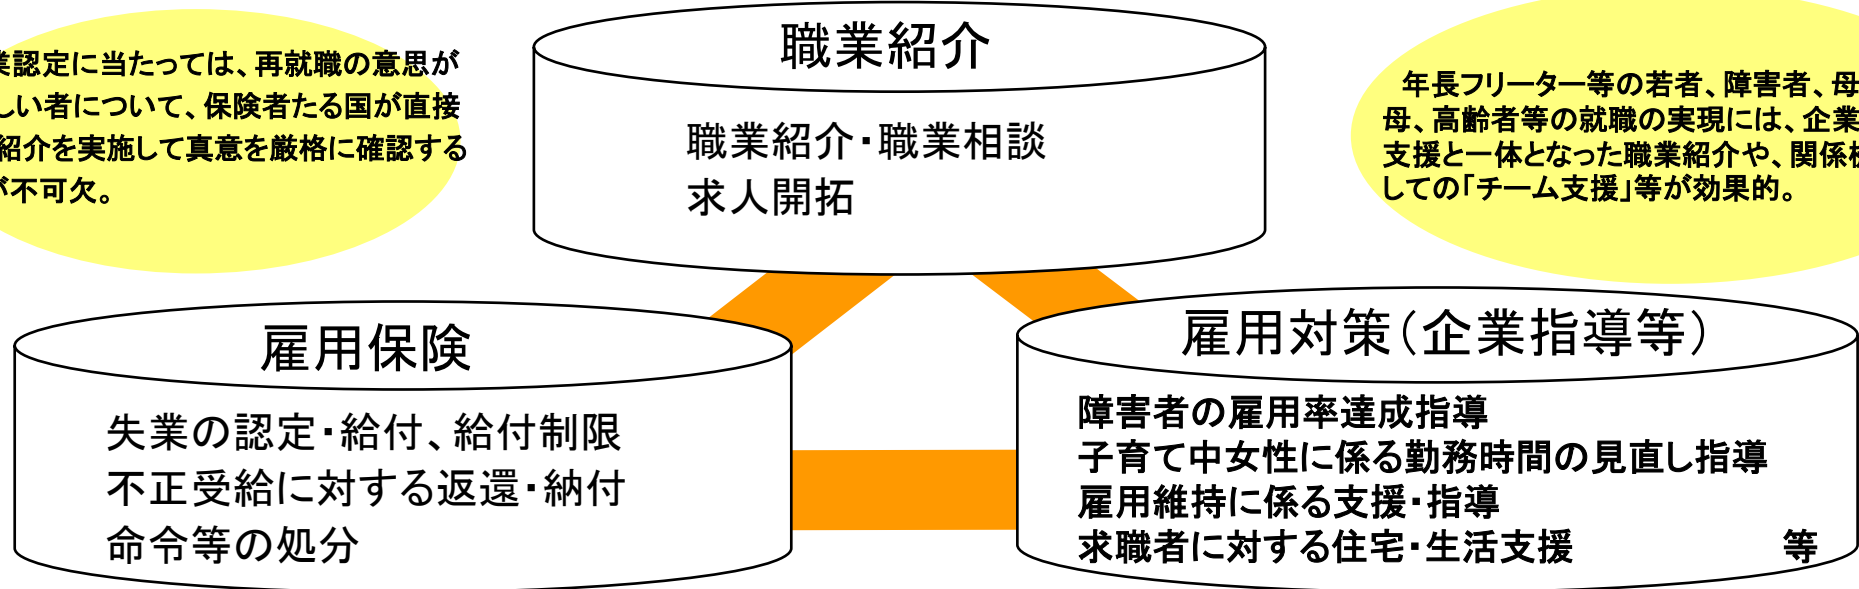 業認定に当たっては、再就職の意思が
しい者について、保険者たる国が直接
紹介を実施して真意を厳格に確認する
が不可欠。
職業紹介
職業紹介・職業相談
求人開拓
年長フリーター等の若者、障害者、母
母、高齢者等の就職の実現には、企業
支援と一体となった職業紹介や、関係機
しての「チーム支援」等が効果的。
雇用保険
失業の認定・給付、給付制限
不正受給に対する返還・納付
命令等の処分
雇用対策（企業指導等）
障害者の雇用率達成指導
子育て中女性に係る勤務時間の見直し指導
雇用維持に係る支援・指導
求職者に対する住宅・生活支援 等